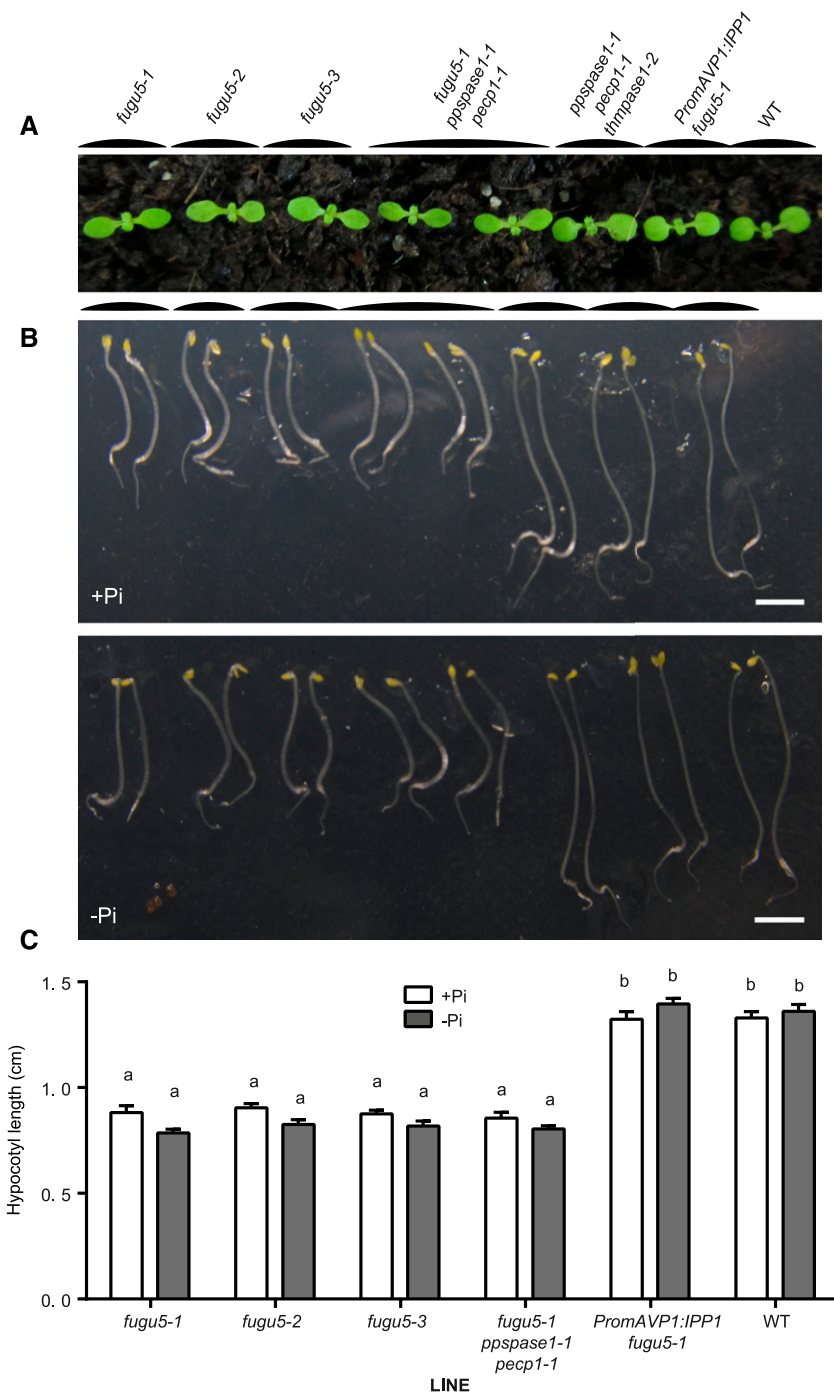 A
fugu5-1
fugu5-2
fugu5-3
fugu5-1
ppspase1-1
pecp1-1
ppspase1-1
pecp1-1
thmpase1-2
PromAVP1:IPP1
fugu5-1
WT
B
+Pi
-Pi
C
Hypocotyl length (cm)
1. 5
1. 0
0. 5
0. 0
+Pi
-Pi
a
a
a
a
a
a
a
a
b
b
b
b
fugu5-1
fugu5-2
fugu5-3
fugu5-1
ppspase1-1
pecp1-1
PromAVP1:IPP1
fugu5-1
WT
LINE